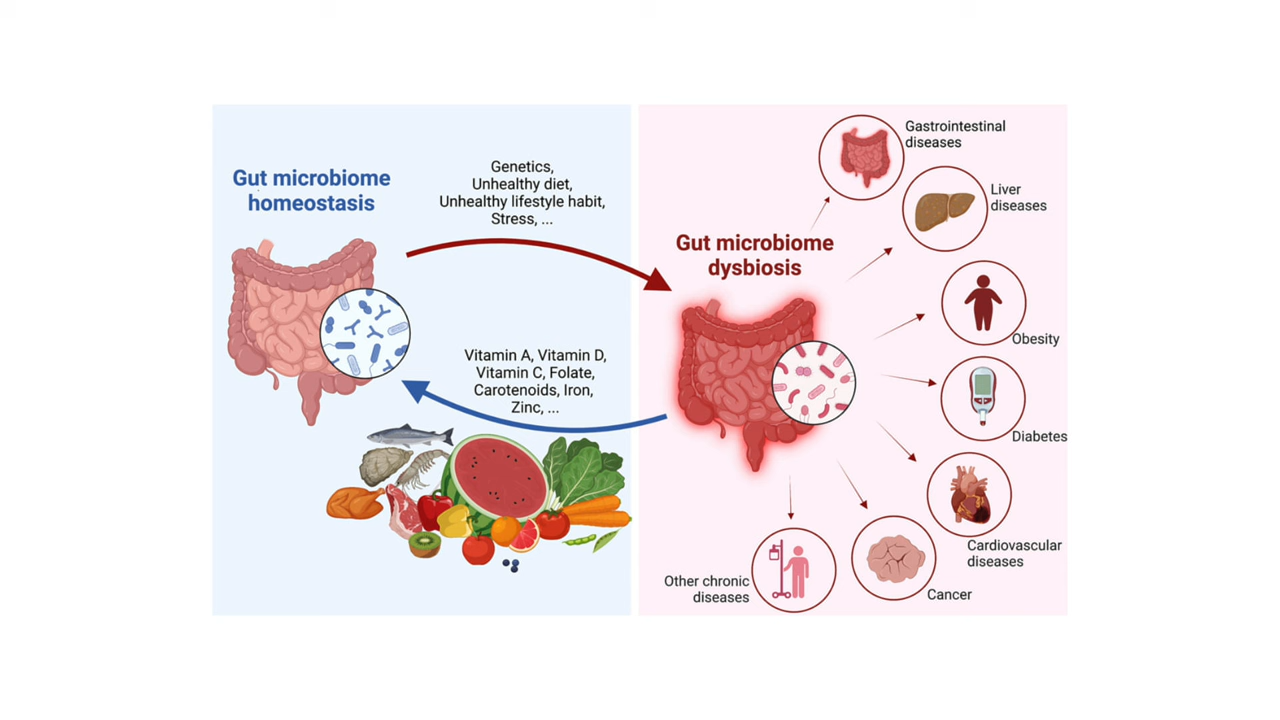 Gut microbiome
homeostasis
Genetics,
Unhealthy diet,
Unhealthy lifestyle habit,
Stress, ...
Vitamin A, Vitamin D,
Vitamin C, Folate,
Carotenoids, Iron,
Zinc, ...
Gut microbiome
dysbiosis
Gastrointestinal
diseases
Liver
diseases
Obesity
Diabetes
Cardiovascular
diseases
Cancer
Other chronic
diseases